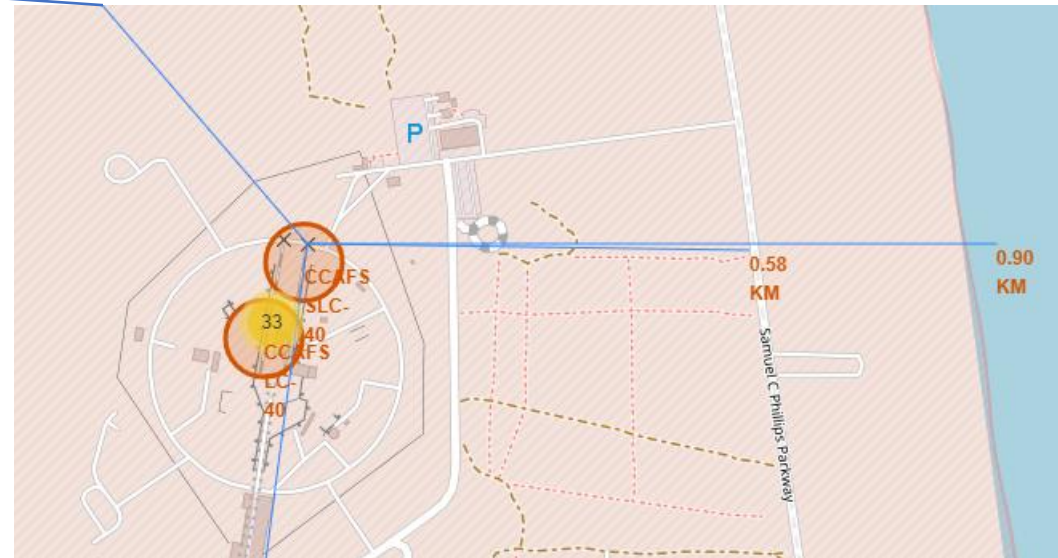 P
CCAFS
SLC-
40
33
CCAFS
LC-
40
0.58
KM
0.90
KM
Samuel C Phillips Parkway